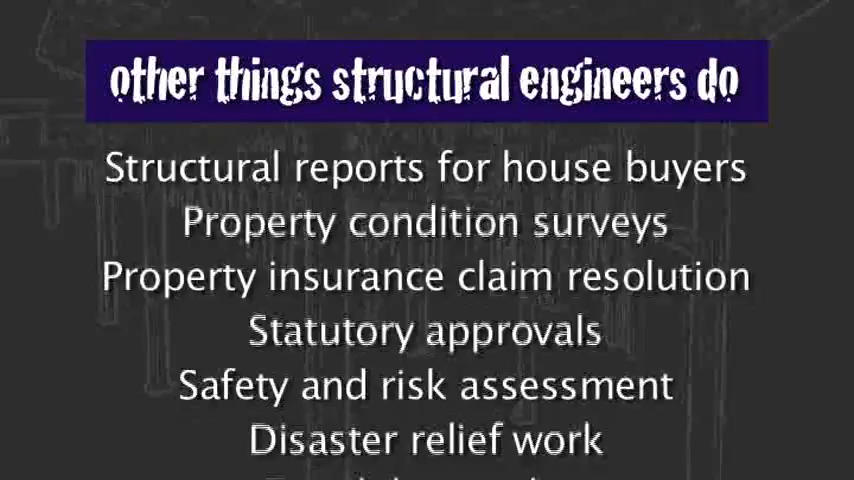 other things structural engineers do
Structural reports for house buyers
Property condition surveys
Property insurance claim resolution
Statutory approvals
Safety and risk assessment
Disaster relief work